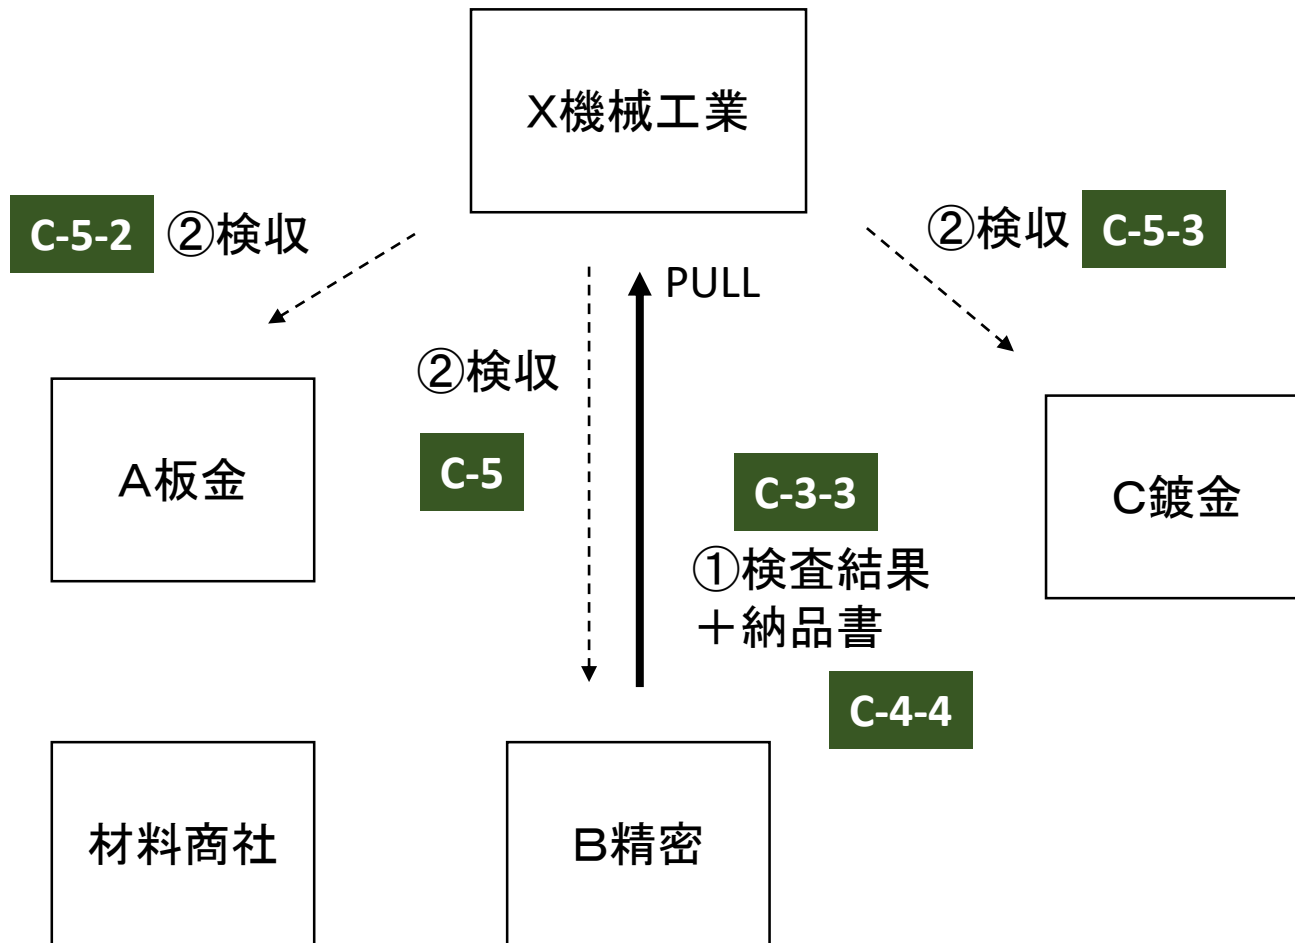 X機械工業
C-5-2 ②検収
②検収 C-5-3
PULL
②検収
A板金
C-5
C-3-3
C鍍金
①検査結果
＋納品書
C-4-4
材料商社
B精密